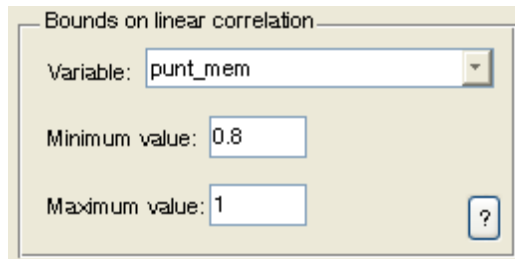 Bounds on linear correlation
Variable: punt_mem
Minimum value: 0.8
Maximum value: 1
?